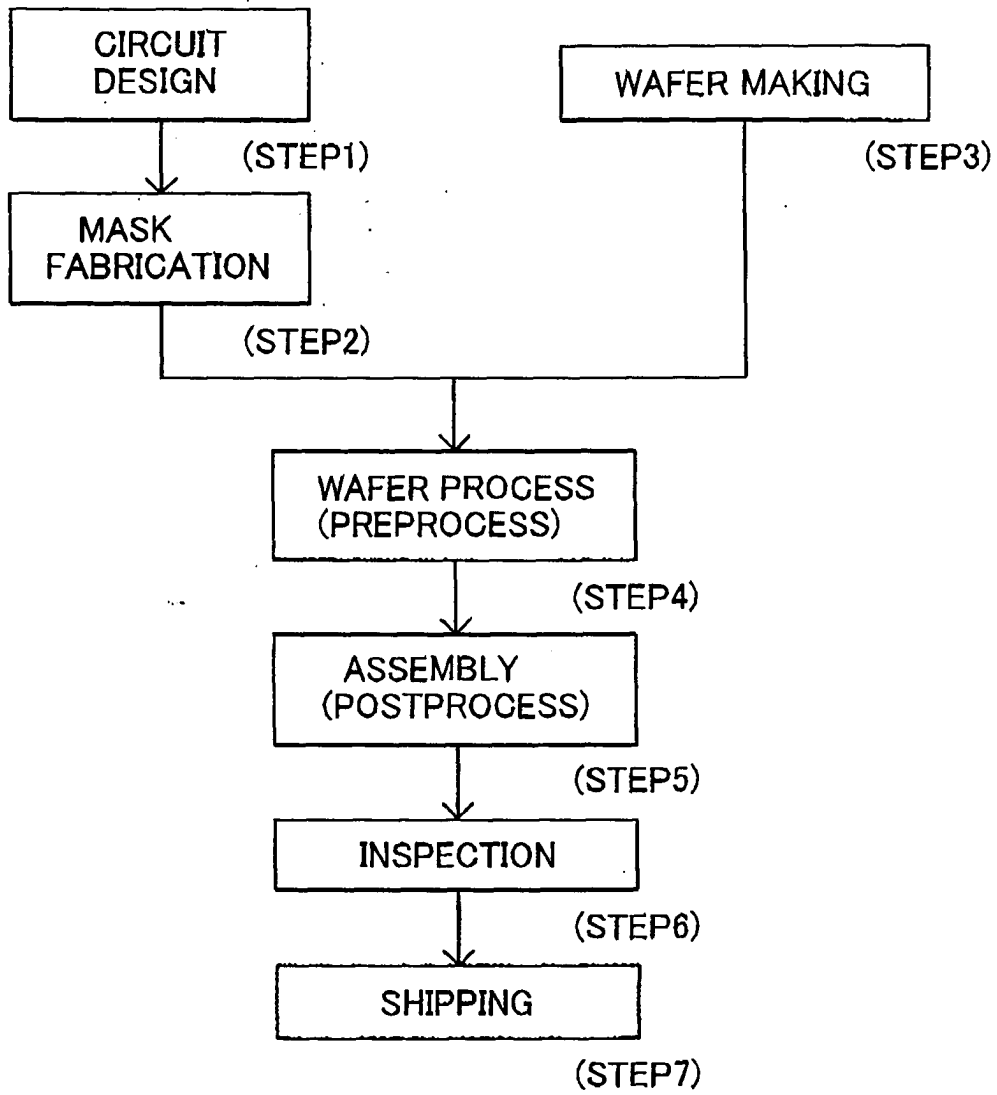 CIRCUIT
DESIGN
(STEP1)
MASK
FABRICATION
(STEP2)
WAFER MAKING
(STEP3)
WAFER PROCESS
(PREPROCESS)
(STEP4)
ASSEMBLY
(POSTPROCESS)
(STEP5)
INSPECTION
(STEP6)
SHIPPING
(STEP7)